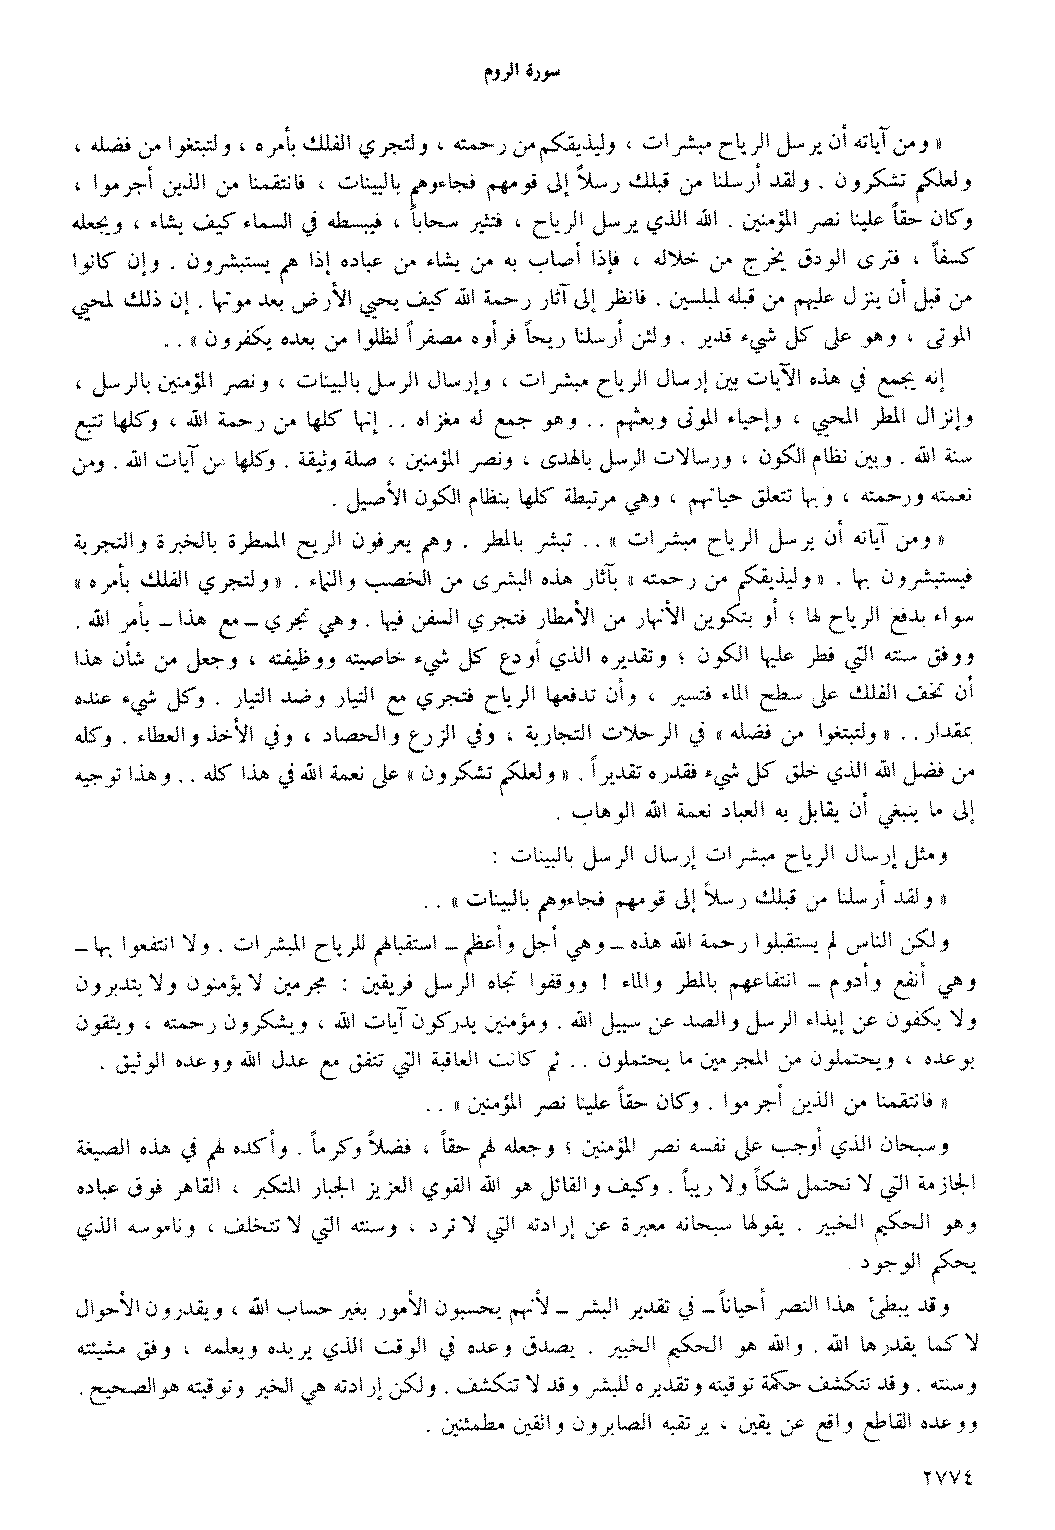 سورة الروم
« ومن آياته أن يرسل الرياح مبشرات ، وليذيقكم من رحمته ، ولتجري الفلك بأمره ، ولتبتغوا من فضله ،
ولعلكم تشكرون . ولقد أرسلنا من قبلك رسلاً إلى قومهم فجاءوهم بالبينات ، فانتقمنا من الذين أجرموا ،
وكان حقاً علينا نصر المؤمنين . الله الذي يرسل الرياح ، فتثير سحاباً ، فيبسطه في السماء كيف يشاء ، ويجعله
كسفاً ، فترى الودق يخرج من خلاله ، فإذا أصاب به من يشاء من عباده إذا هم يستبشرون . وإن كانوا
من قبل أن ينزل عليهم من قبله لمبلسين . فانظر إلى آثار رحمة الله كيف يحيي الأرض بعد موتها . إن ذلك لمحيي
الموتى ، وهو على كل شيء قدير . ولئن أرسلنا ريحاً فرأوه مصفراً لظلوا من بعده يكفرون » . .
إنه يجمع في هذه الآيات بين إرسال الرياح مبشرات ، وإرسال الرسل بالبينات ، ونصر المؤمنين بالرسل ،
وإنزال المطر المحيي ، وإحياء الموتى وبعثهم . . وهو جمع له مغزاه . . إنها كلها من رحمة الله ، وكلها تتبع
سنة الله . وبين نظام الكون ، ورسالات الرسل بالهدى ، ونصر المؤمنين ، صلة وثيقة . وكلها من آيات الله . ومن
نعمته ورحمته ، وبها تتعلق حياتهم ، وهي مرتبطة كلها بنظام الكون الأصيل .
« ومن آياته أن يرسل الرياح مبشرات » . . تبشر بالمطر . وهم يعرفون الريح الممطرة بالخبرة والتجربة
فيستبشرون بها . « وليذيقكم من رحمته » بآثار هذه البشرى من الخصب والنماء . « ولتجري الفلك بأمره »
سواء بدفع الرياح لها ؛ أو بتكوين الأنهار من الأمطار فتجري السفن فيها . وهي تجري ــ مع هذا ــ بأمر الله .
ووفق سنته التي فطر عليها الكون ؛ وتقديره الذي أودع كل شيء خاصيته ووظيفته ، وجعل من شأن هذا
أن تخف الفلك على سطح الماء فتسير ، وأن تدفعها الرياح فتجري مع التيار وضد التيار . وكل شيء عنده
بمقدار . . « ولتبتغوا من فضله » في الرحلات التجارية ، وفي الزرع والحصاد ، وفي الأخذ والعطاء . وكله
من فضل الله الذي خلق كل شيء فقدره تقديراً . « ولعلكم تشكرون » على نعمة الله في هذا كله . . وهذا توجيه
إلى ما ينبغي أن يقابل به العباد نعمة الله الوهاب .
ومثل إرسال الرياح مبشرات إرسال الرسل بالبينات :
« ولقد أرسلنا من قبلك رسلاً إلى قومهم فجاءوهم بالبينات » . .
ولكن الناس لم يستقبلوا رحمة الله هذه ــ وهي أجل وأعظم ــ استقبالهم للرياح المبشرات . ولا انتفعوا بها ــ
وهي أنفع وأدوم ــ انتفاعهم بالمطر والماء ! ووقفوا تجاه الرسل فريقين : مجرمين لا يؤمنون ولا يتدبرون
ولا يكفون عن إيذاء الرسل والصد عن سبيل الله . ومؤمنين يدركون آيات الله ، ويشكرون رحمته ، ويثقون
بوعده ، ويحتملون من المجرمين ما يحتملون . . ثم كانت العاقبة التي تتفق مع عدل الله ووعده الوثيق .
« فانتقمنا من الذين أجرموا . وكان حقاً علينا نصر المؤمنين » . .
وسبحان الذي أوجب على نفسه نصر المؤمنين ؛ وجعله لهم حقاً ، فضلاً وكرماً . وأكده لهم في هذه الصيغة
الجازمة التي لا تحتمل شكاً ولا ريباً . وكيف والقائل هو الله القوي العزيز الجبار المتكبر ، القاهر فوق عباده
وهو الحكيم الخبير . يقولها سبحانه معبرة عن إرادته التي لا ترد ، وسنته التي لا تتخلف ، وناموسه الذي
يحكم الوجود .
وقد يبطئ هذا النصر أحياناً ــ في تقدير البشر ــ لأنهم يحسبون الأمور بغير حساب الله ، ويقدرون الأحوال
لا كما يقدرها الله . والله هو الحكيم الخبير . يصدق وعده في الوقت الذي يريده ويعلمه ، وفق مشيئته
وسنته . وقد تتكشف حكمة توقيته وتقديره للبشر وقد لا تتكشف . ولكن إرادته هي الخير وتوقيته هو الصحيح .
ووعده القاطع واقع عن يقين ، يرتقبه الصابرون واثقين مطمئنين .
٢٧٧٤